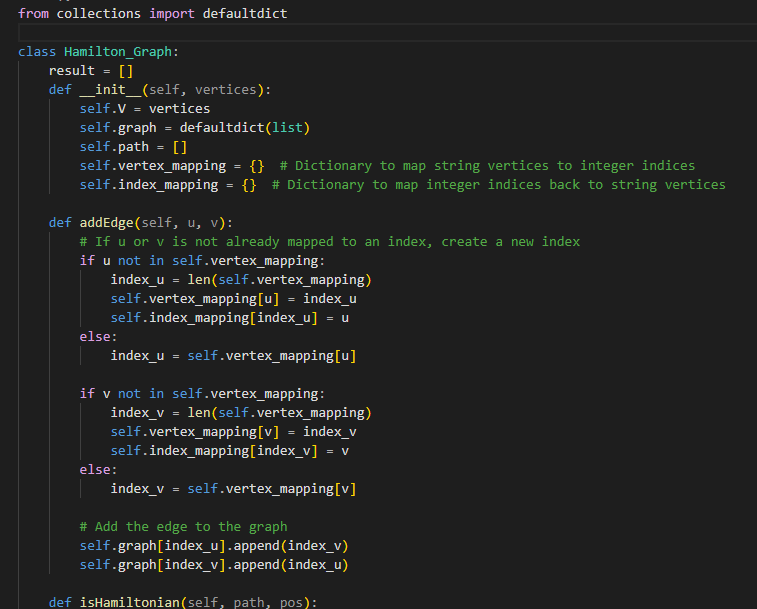 from collections import defaultdict
class Hamilton_Graph:
    result = []
    def __init__(self, vertices):
        self.V = vertices
        self.graph = defaultdict(list)
        self.path = []
        self.vertex_mapping = {}  # Dictionary to map string vertices to integer indices
        self.index_mapping = {}  # Dictionary to map integer indices back to string vertices
    def addEdge(self, u, v):
        # If u or v is not already mapped to an index, create a new index
        if u not in self.vertex_mapping:
            index_u = len(self.vertex_mapping)
            self.vertex_mapping[u] = index_u
            self.index_mapping[index_u] = u
        else:
            index_u = self.vertex_mapping[u]
        if v not in self.vertex_mapping:
            index_v = len(self.vertex_mapping)
            self.vertex_mapping[v] = index_v
            self.index_mapping[index_v] = v
        else:
            index_v = self.vertex_mapping[v]
        # Add the edge to the graph
        self.graph[index_u].append(index_v)
        self.graph[index_v].append(index_u)
    def isHamiltonian(self, path, pos):